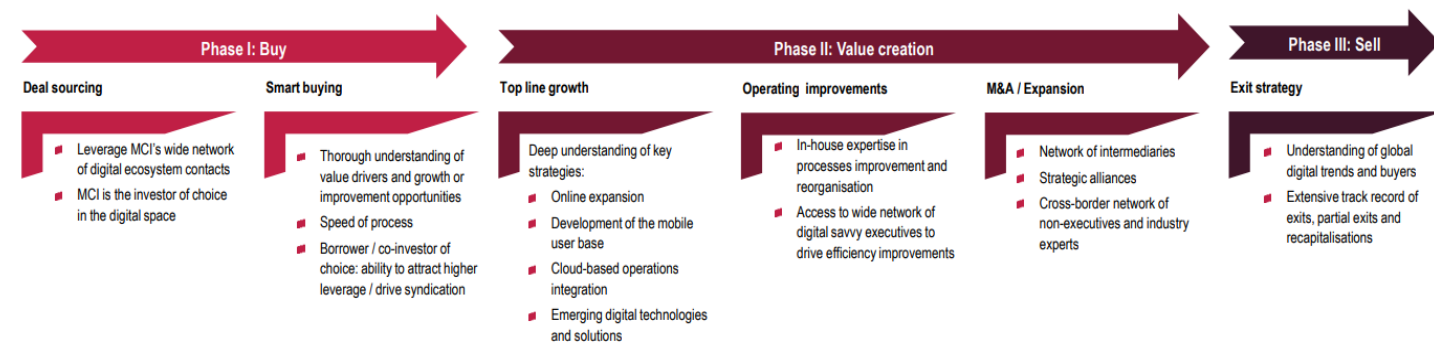 Phase I: Buy
Phase II: Value creation
Phase III: Sell
Deal sourcing
Leverage MCI's wide network
of digital ecosystem contacts
MCI is the investor of choice
in the digital space
Smart buying
Thorough understanding of
value drivers and growth or
improvement opportunities
Speed of process
Borrower / co-investor of
choice: ability to attract higher
leverage / drive syndication
Top line growth
Deep understanding of key
strategies:
Online expansion
Development of the mobile
user base
Cloud-based operations
integration
Emerging digital technologies
and solutions
Operating improvements
In-house expertise in
processes improvement and
reorganisation
Access to wide network of
digital savvy executives to
drive efficiency improvements
M&A / Expansion
Network of intermediaries
Strategic alliances
Cross-border network of
non-executives and industry
experts
Exit strategy
Understanding of global
digital trends and buyers
Extensive track record of
exits, partial exits and
recapitalisations